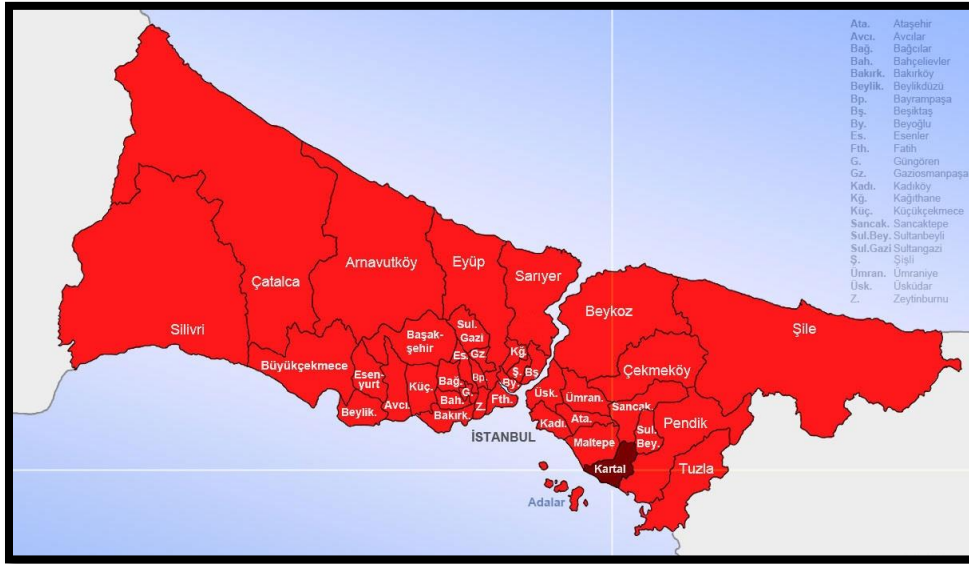 Ata. Ataşehir
Avcı. Avcılar
Bağ. Bağcılar
Bah. Bahçelievler
Bakırk. Bakırköy
Beylik. Beylikdüzü
Bp. Bayrampaşa
Bş. Beşiktaş
By. Beyoğlu
Es. Esenler
Fth. Fatih
G. Güngören
Gz. Gaziosmanpaşa
Kadı. Kadıköy
Kğ. Kağıthane
Küç. Küçükçekmece
Sancak. Sancaktepe
Sul.Bey. Sultanbeyli
Sul.Gazi Sultangazi
Ş. Şişli
Ümran. Ümraniye
Üsk. Üsküdar
Z. Zeytinburnu
Silivri
Çatalca
Arnavutköy
Eyüp
Sarıyer
Beykoz
Şile
Çekmeköy
Büyükçekmece
Esen-
yurt
Beylik.
Avcı.
Başak-
şehir
Küç.
Sul.
Gazi
Es.
Gz.
Bağ.
Bp.
G.
Bah.
Bakırk.
Z.
Fth.
Kğ.
Ş.
Bş.
By.
Üsk.
Ümran.
Sancak.
Kadı.
Ata.
Sul.
Bey.
Pendik
Maltepe
Kartal
Tuzla
İSTANBUL
Adalar